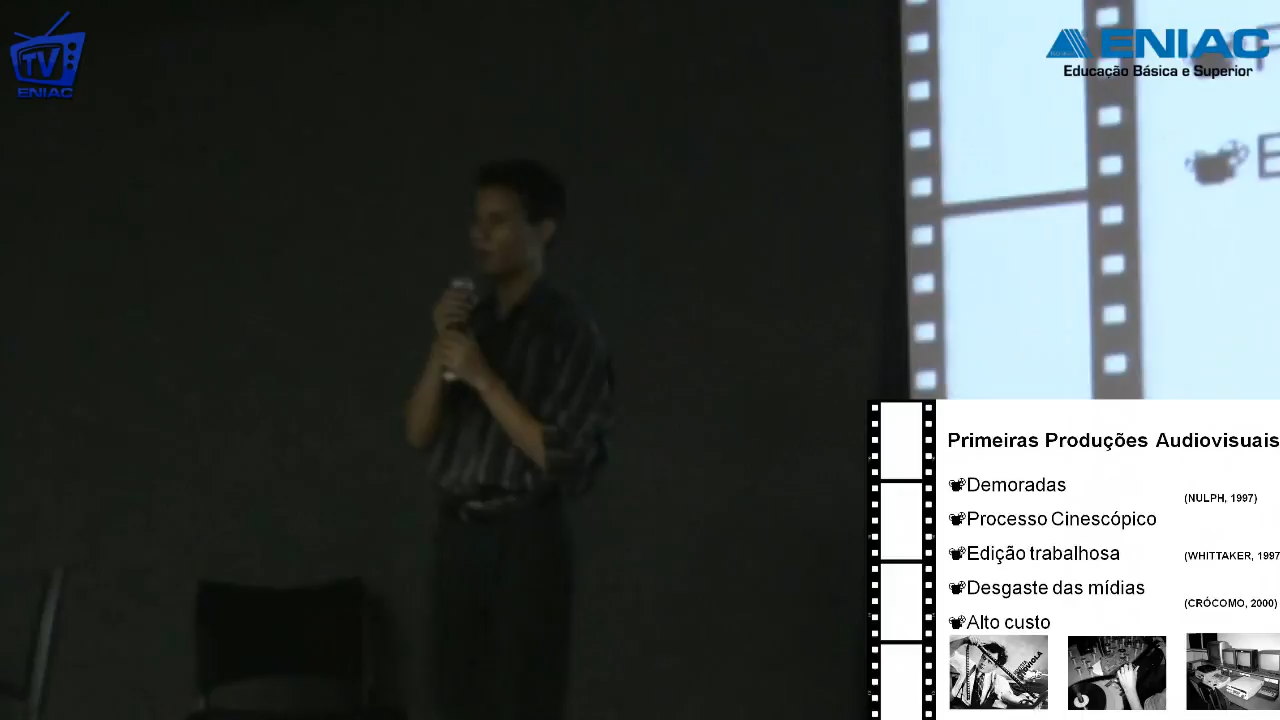 TV
ENIAC
ENIAC
Educação Básica e Superior
Primeiras Produções Audiovisuais
Demoradas
(NULPH, 1997)
Processo Cinescópico
Edição trabalhosa
(WHITTAKER, 1997
Desgaste das mídias
(CRÓCOMO, 2000)
Alto custo